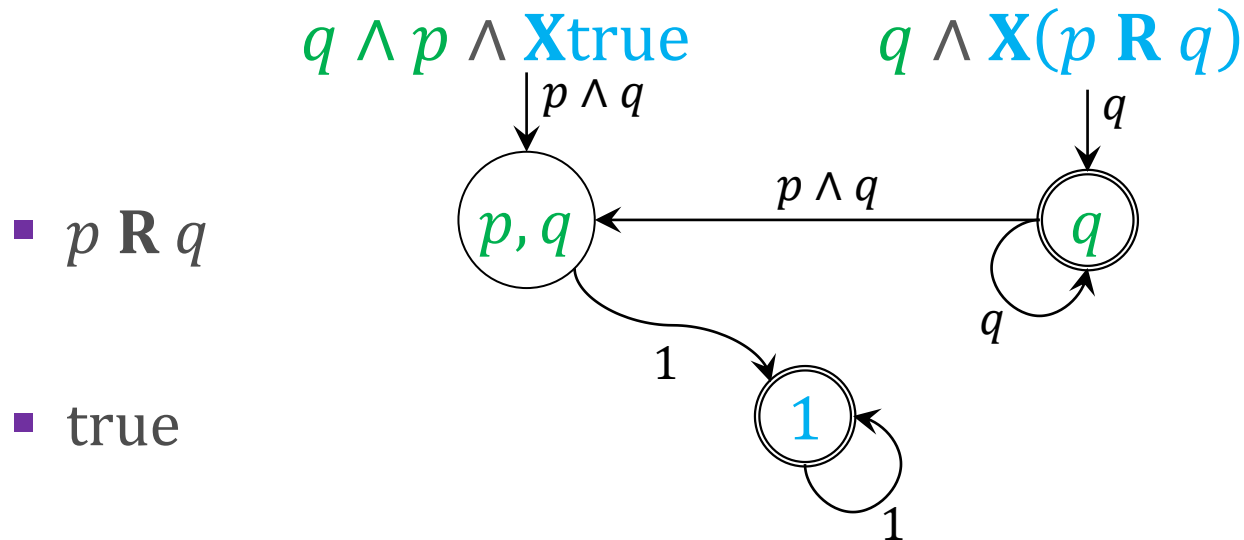 q ∧ p ∧ Xtrue
q ∧ X(p R q)
p ∧ q
q
p ∧ q
p R q
p, q
q
q
1
true
1
1